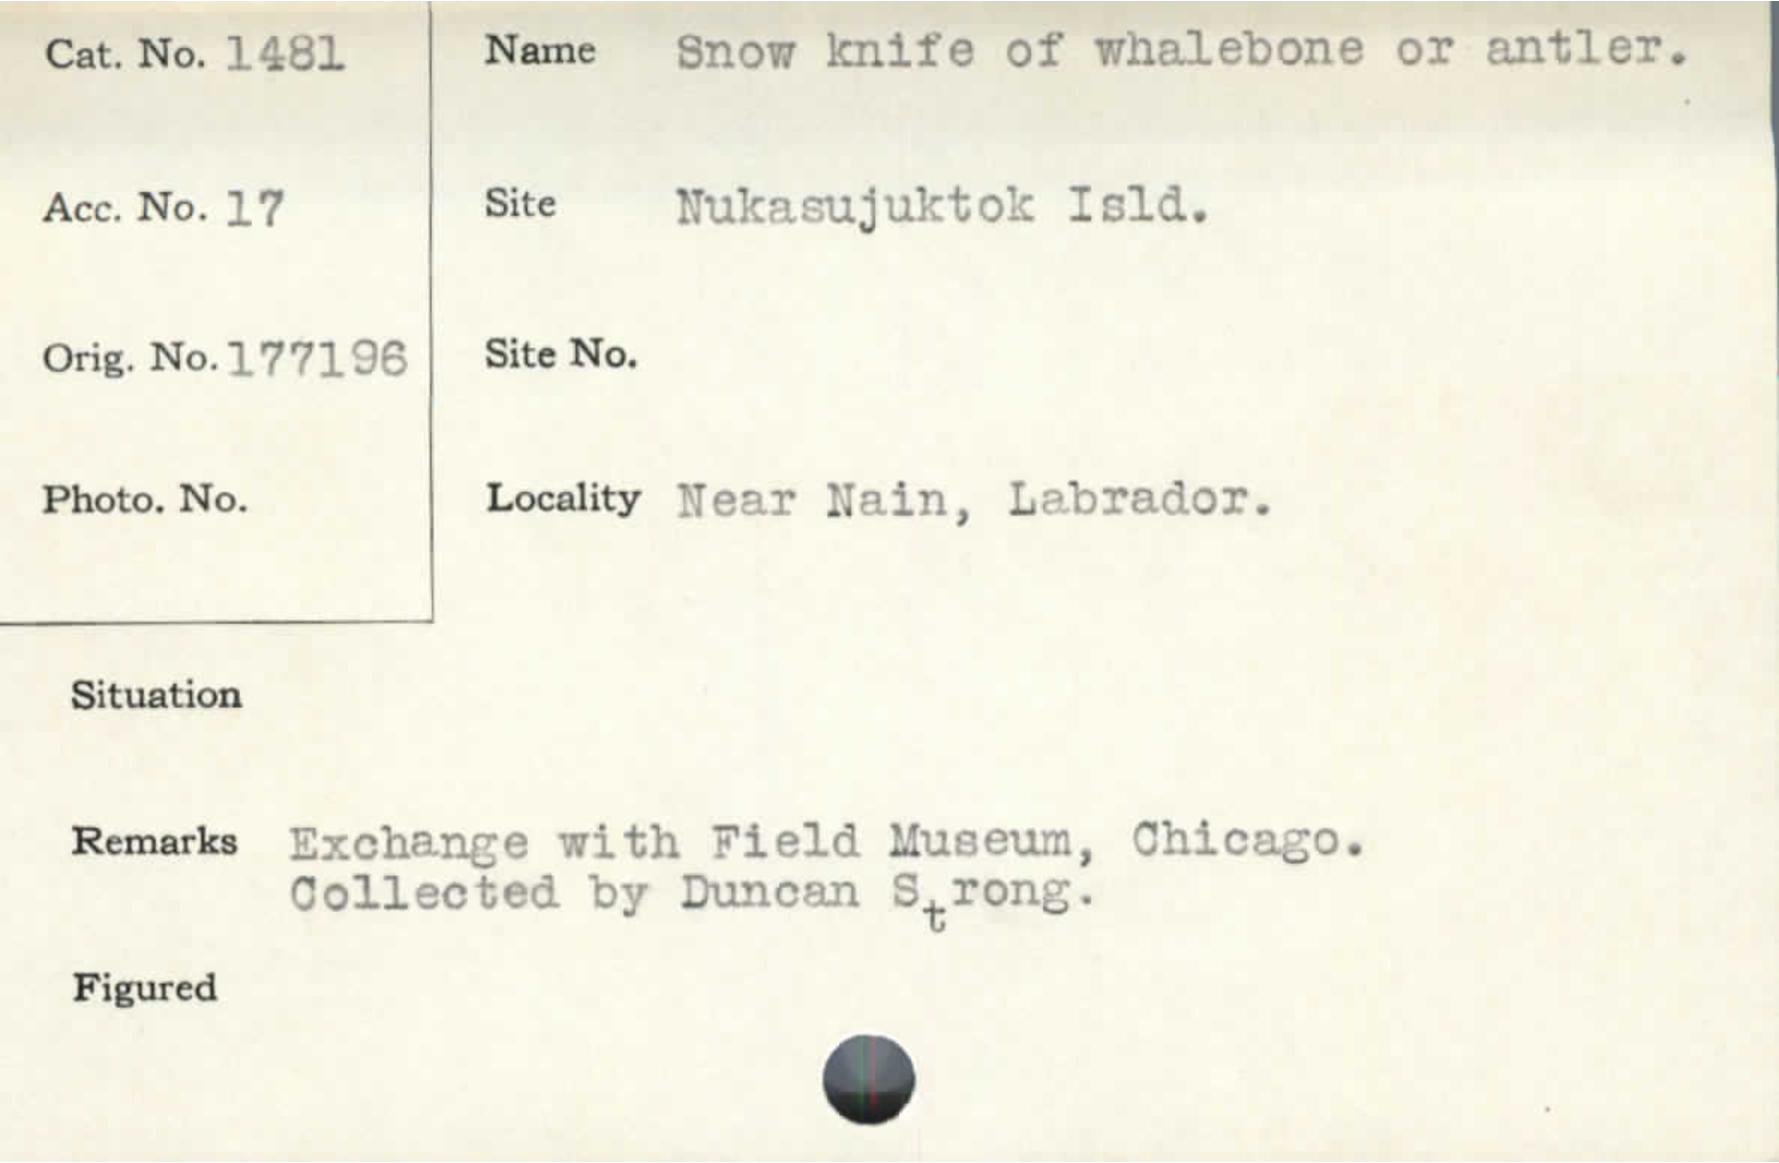 Cat. No. 1481
Name Snow knife of whalebone or antler.
Acc. No. 17
Site Nukasujuktok Isld.
Orig. No. 177196
Site No.
Photo. No.
Locality Near Nain, Labrador.
Situation
Remarks Exchange with Field Museum, Chicago.
Collected by Duncan Strong.
Figured